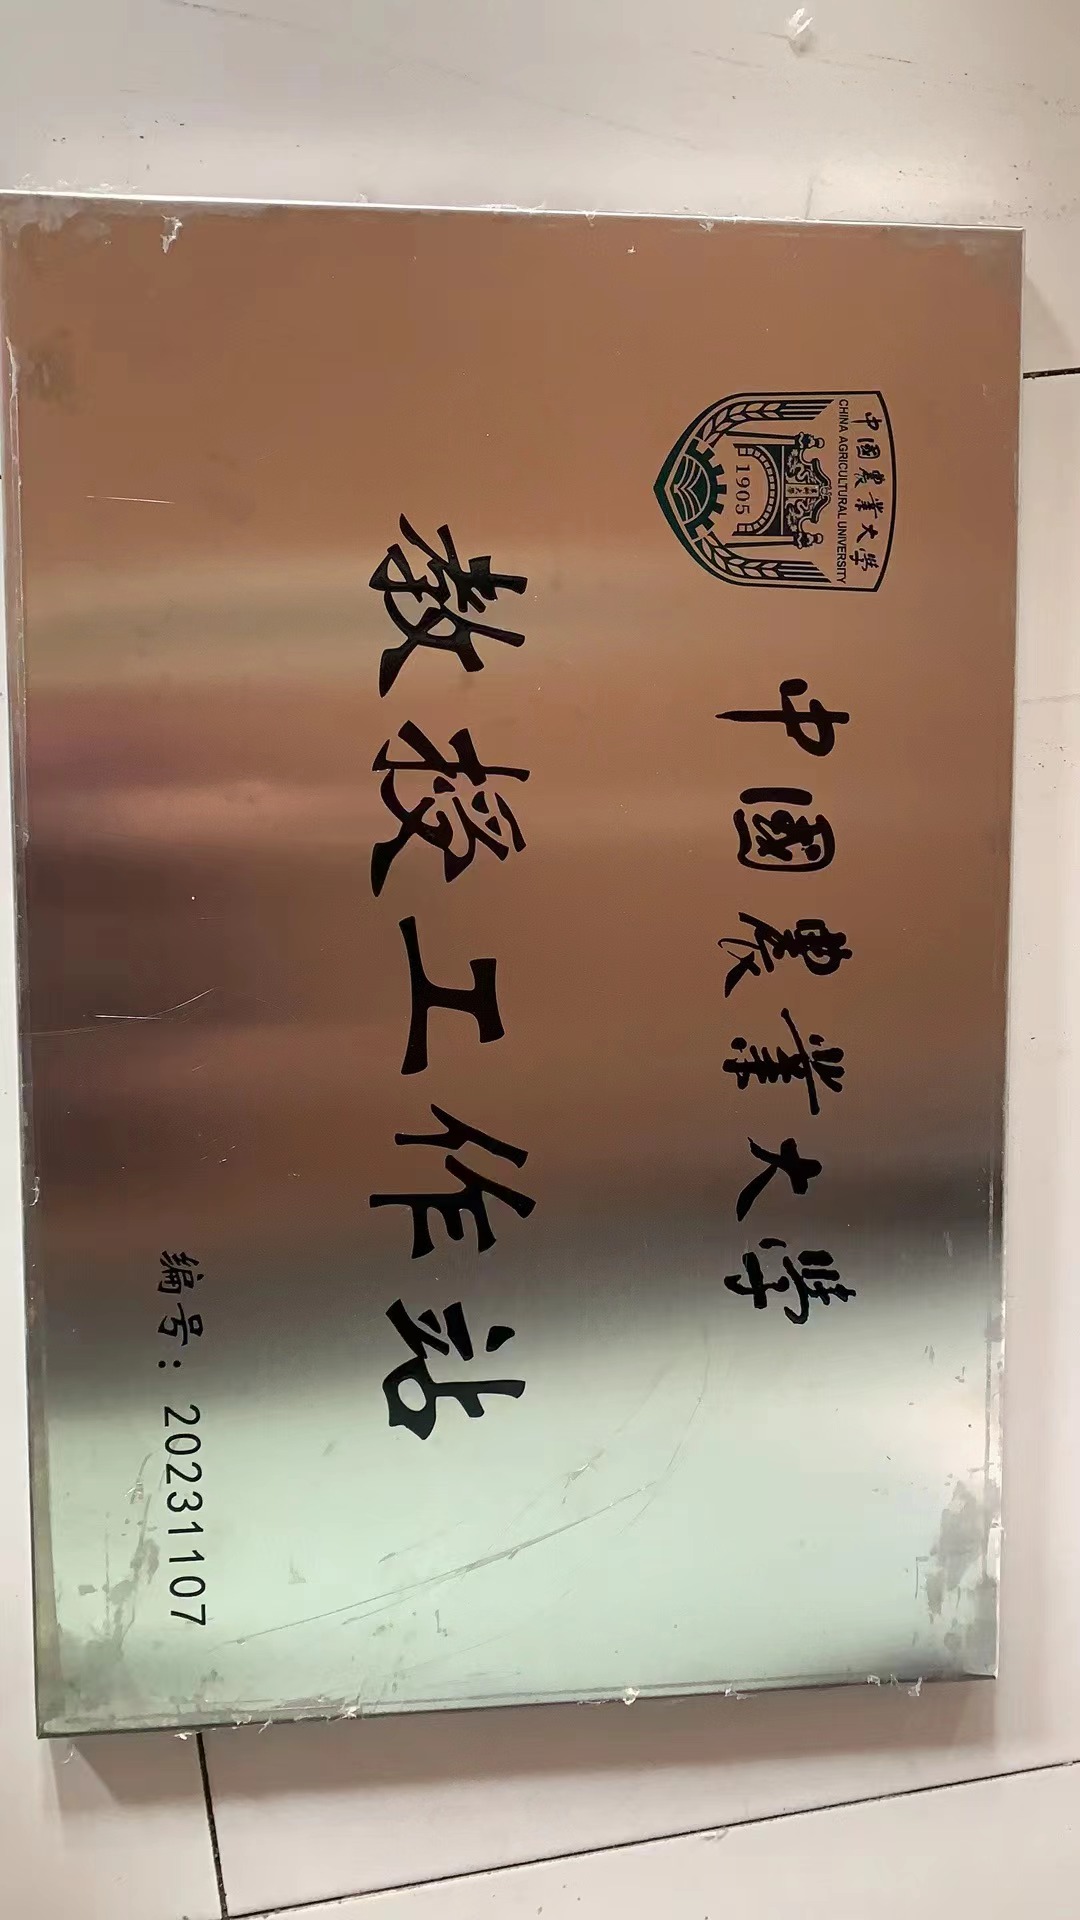 中國農業大學
CHINA AGRICULTURAL UNIVERSITY
1905
中國農業大學
教授工作站
编号：20231107